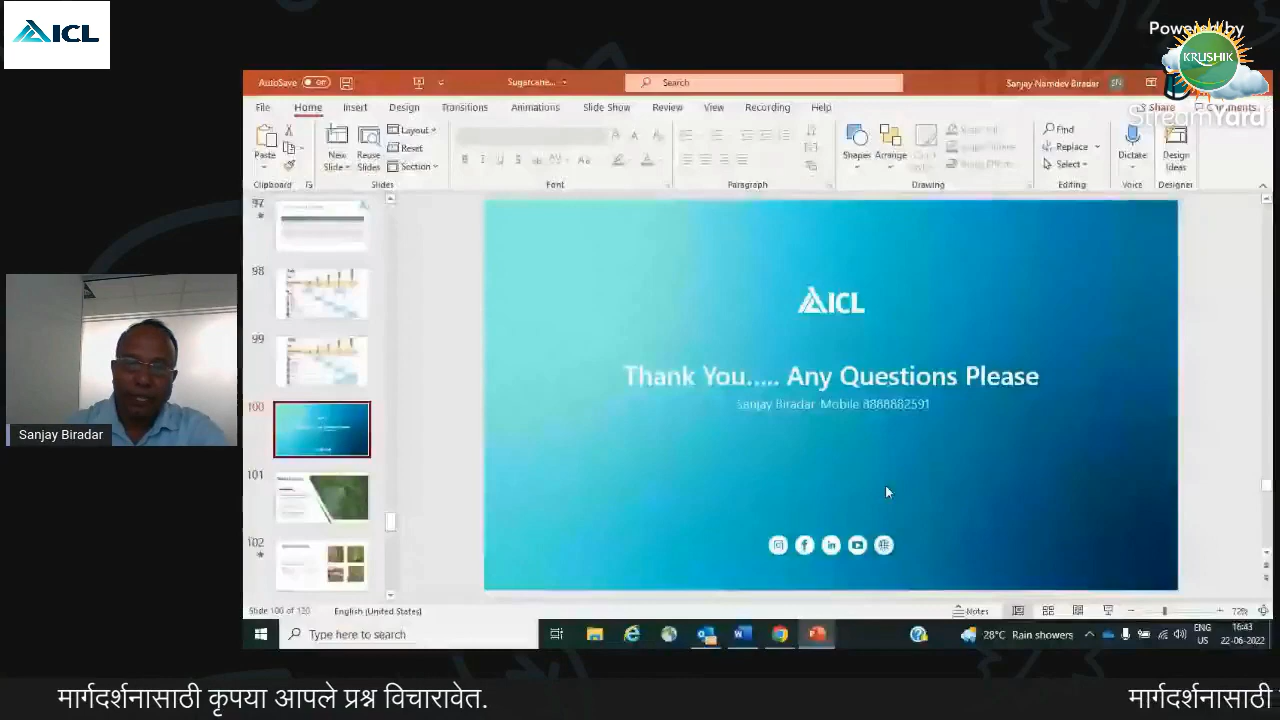 ICL
Powered by
KRUSHIK
StreamYard
AutoSave
Off
Sugarcane...
Search
Sanjay Namdev Biradar
SN
File
Home
Insert
Design
Transitions
Animations
Slide Show
Review
View
Recording
Help
Share
Comments
Paste
New
Slide
Reuse
Slides
Layout
Reset
Section
Shapes
Arrange
Find
Replace
Select
Dictate
Design
Ideas
Clipboard
Slides
Font
Paragraph
Drawing
Editing
Voice
Designer
97
98
99
100
101
102
ICL
Thank You..... Any Questions Please
Sanjay Biradar Mobile 8888882591
Sanjay Biradar
Slide 100 of 120
English (United States)
Notes
72%
Type here to search
28°C Rain showers
ENG
US
16:43
22-06-2022
मार्गदर्शनासाठी कृपया आपले प्रश्न विचारावेत.
मार्गदर्शनासाठी